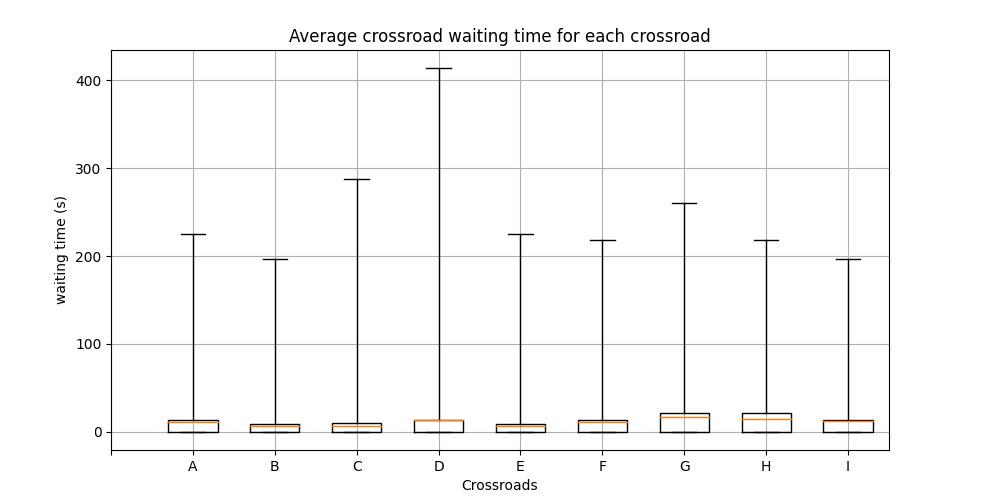 Average crossroad waiting time for each crossroad
waiting time (s)
400
300
200
100
0
A B C D E F G H I
Crossroads